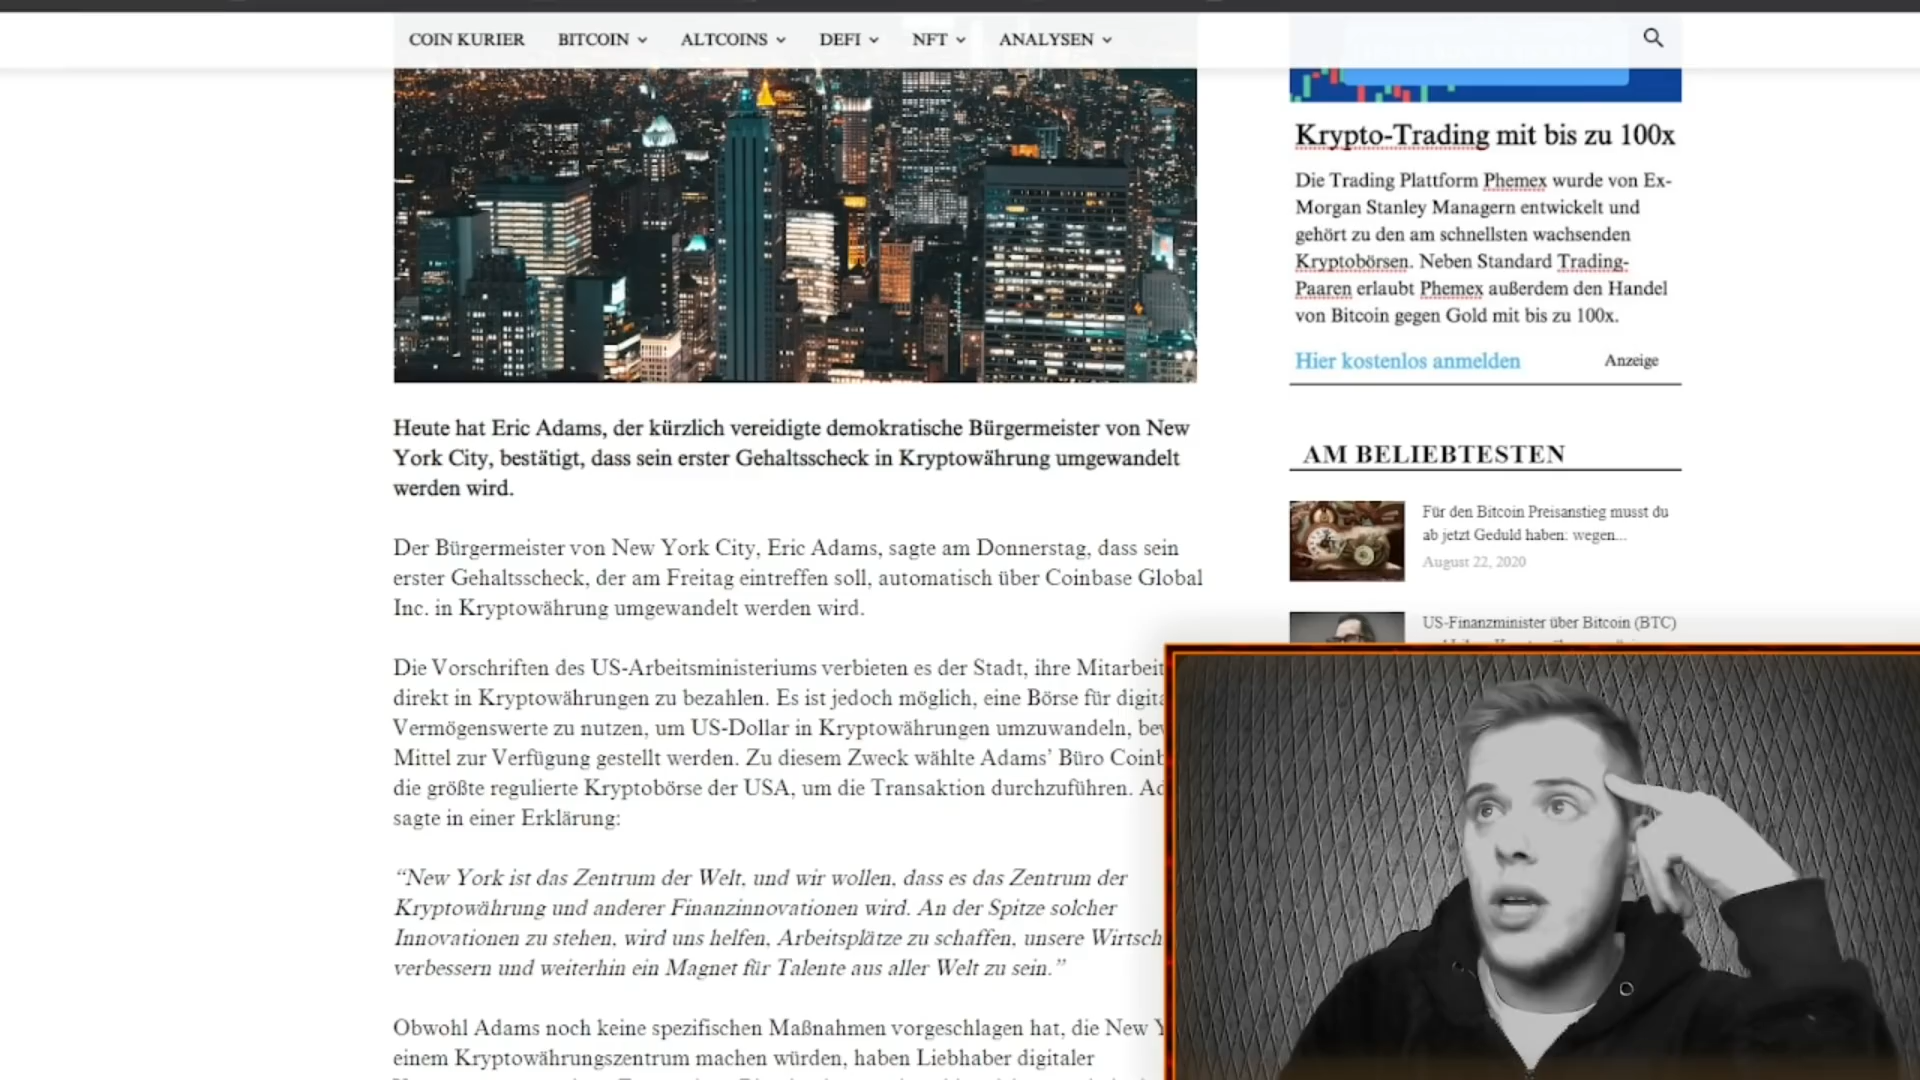 COIN KURIER BITCOIN ALTCOINS DEFI NFT ANALYSEN
Heute hat Eric Adams, der kürzlich vereidigte demokratische Bürgermeister von New
York City, bestätigt, dass sein erster Gehaltsscheck in Kryptowährung umgewandelt
werden wird.
Der Bürgermeister von New York City, Eric Adams, sagte am Donnerstag, dass sein
erster Gehaltsscheck, der am Freitag eintreffen soll, automatisch über Coinbase Global
Inc. in Kryptowährung umgewandelt werden wird.
Die Vorschriften des US-Arbeitsministeriums verbieten es der Stadt, ihre Mitarbeit
direkt in Kryptowährungen zu bezahlen. Es ist jedoch möglich, eine Börse für digita
Vermögenswerte zu nutzen, um US-Dollar in Kryptowährungen umzuwandeln, bev
Mittel zur Verfügung gestellt werden. Zu diesem Zweck wählte Adams’ Büro Coinb
die größte regulierte Kryptobörse der USA, um die Transaktion durchzuführen. Ad
sagte in einer Erklärung:
“New York ist das Zentrum der Welt, und wir wollen, dass es das Zentrum der
Kryptowährung und anderer Finanzinnovationen wird. An der Spitze solcher
Innovationen zu stehen, wird uns helfen, Arbeitsplätze zu schaffen, unsere Wirtsch
verbessern und weiterhin ein Magnet für Talente aus aller Welt zu sein.”
Obwohl Adams noch keine spezifischen Maßnahmen vorgeschlagen hat, die New Y
einem Kryptowährungszentrum machen würden, haben Liebhaber digitaler
Krypto-Trading mit bis zu 100x
Die Trading Plattform Phemex wurde von Ex-
Morgan Stanley Managern entwickelt und
gehört zu den am schnellsten wachsenden
Kryptobörsen. Neben Standard Trading-
Paaren erlaubt Phemex außerdem den Handel
von Bitcoin gegen Gold mit bis zu 100x.
Hier kostenlos anmelden Anzeige
AM BELIEBTESTEN
Für den Bitcoin Preisanstieg musst du
ab jetzt Geduld haben: wegen...
August 22, 2020
US-Finanzminister über Bitcoin (BTC)